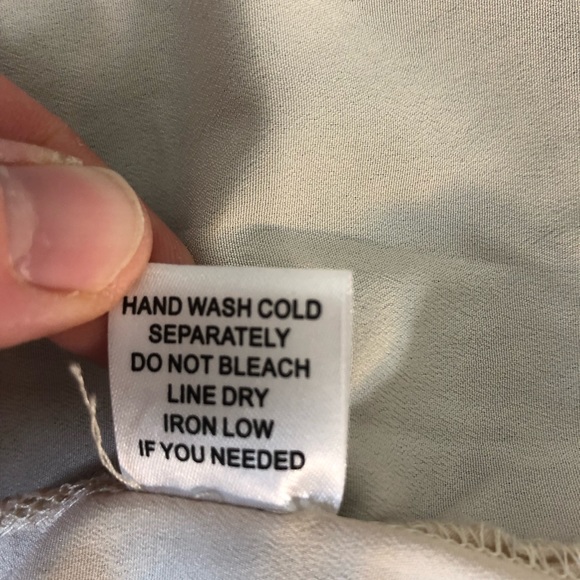 HAND WASH COLD
SEPARATELY
DO NOT BLEACH
LINE DRY
IRON LOW
IF YOU NEEDED